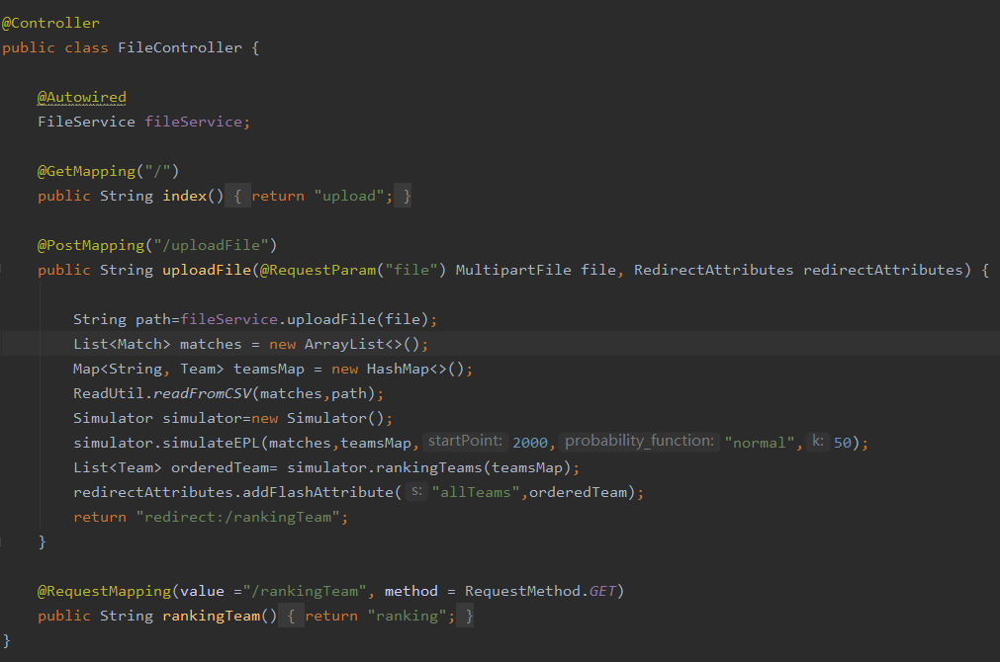 @Controller
public class FileController {
@Autowired
FileService fileService;
@GetMapping("/")
public String index() { return "upload"; }
@PostMapping("/uploadFile")
public String uploadFile(@RequestParam("file") MultipartFile file, RedirectAttributes redirectAttributes) {
String path=fileService.uploadFile(file);
List<Match> matches = new ArrayList<>();
Map<String, Team> teamsMap = new HashMap<>();
ReadUtil.readFromCSV(matches,path);
Simulator simulator=new Simulator();
simulator.simulateEPL(matches,teamsMap, startPoint: 2000, probability_function: "normal", k: 50);
List<Team> orderedTeam= simulator.rankingTeams(teamsMap);
redirectAttributes.addFlashAttribute( s: "allTeams",orderedTeam);
return "redirect:/rankingTeam";
}
@RequestMapping(value ="/rankingTeam", method = RequestMethod.GET)
public String rankingTeam() { return "ranking"; }
}